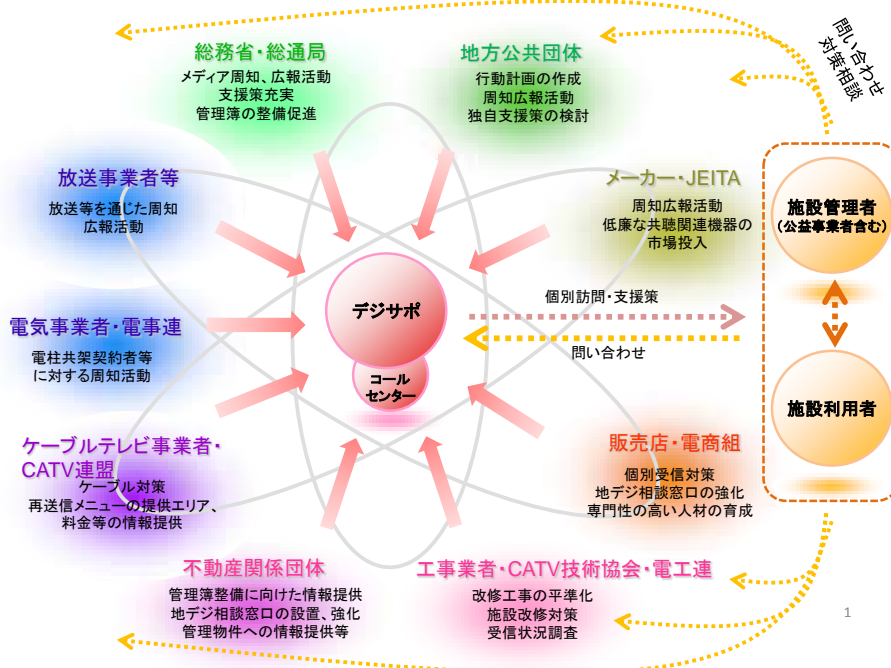 総務省・総通局
メディア周知、広報活動
支援策充実
管理簿の整備促進
地方公共団体
行動計画の作成
周知広報活動
独自支援策の検討
問い合わせ
対策相談
放送事業者等
放送等を通じた周知
広報活動
メーカー・JEITA
周知広報活動
低廉な共聴関連機器の
市場投入
施設管理者
(公益事業者含む)
デジサポ
コール
センター
個別訪問・支援策
問い合わせ
電気事業者・電事連
電柱共架契約者等
に対する周知活動
施設利用者
ケーブルテレビ事業者・
CATV連盟
ケーブル対策
再送信メニューの提供エリア、
料金等の情報提供
販売店・電商組
個別受信対策
地デジ相談窓口の強化
専門性の高い人材の育成
不動産関係団体
管理簿整備に向けた情報提供
地デジ相談窓口の設置、強化
管理物件への情報提供等
工事業者・CATV技術協会・電工連
改修工事の平準化
施設改修対策
受信状況調査
1